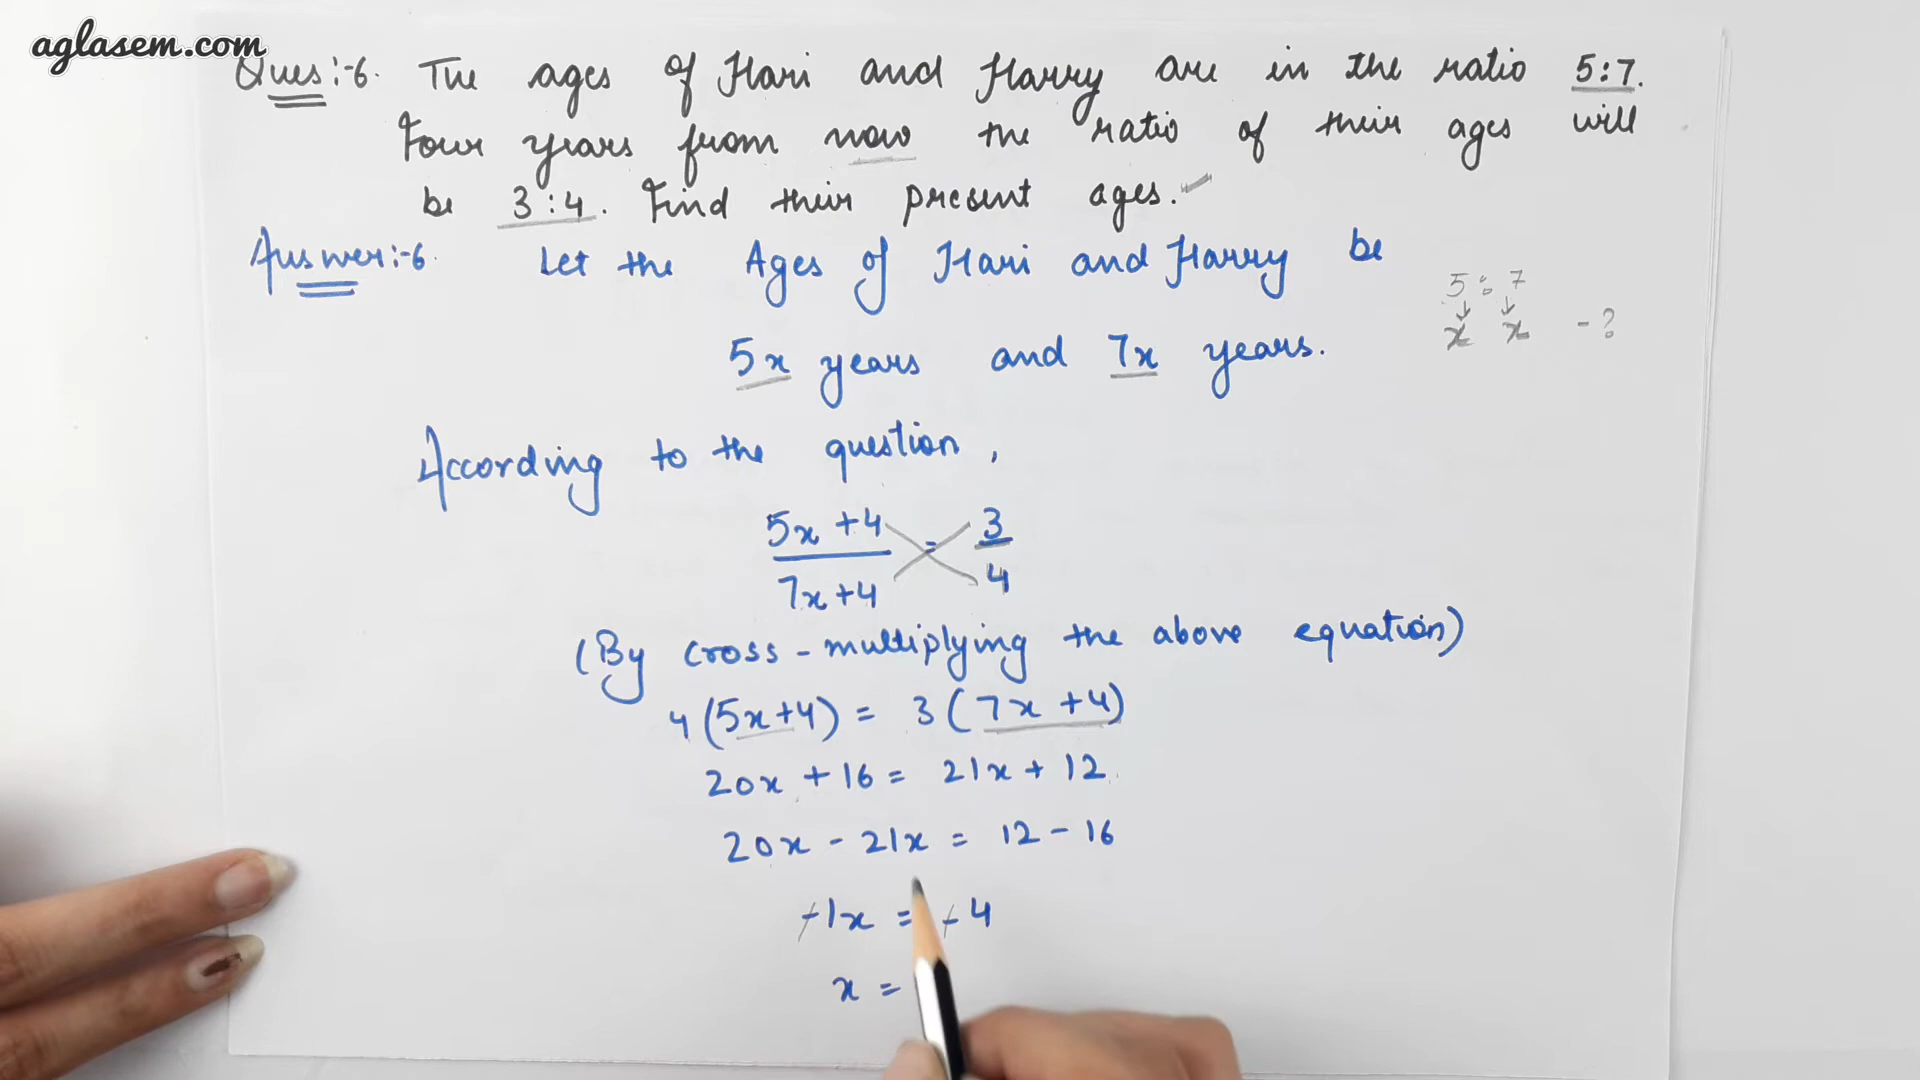 aglasem.com
Ques:-6. The ages of Hari and Harry are in the ratio 5:7.
Four years from now the ratio of their ages will
be 3:4. Find their present ages.
Answer:-6. Let the Ages of Hari and Harry be
5 : 7
x x - ?
5x years and 7x years.
According to the question,
5x+4 = 3
7x+4 4
(By cross-multiplying the above equation)
4(5x+4) = 3(7x+4)
20x + 16 = 21x + 12
20x - 21x = 12 - 16
-1x = -4
x =